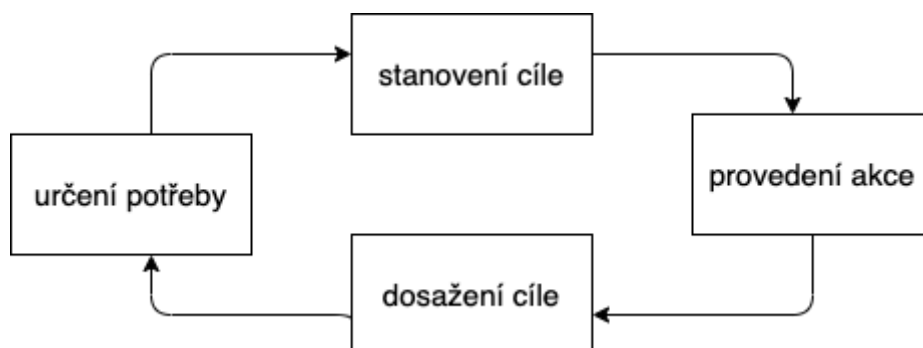 stanovení cíle
určení potřeby
provedení akce
dosažení cíle